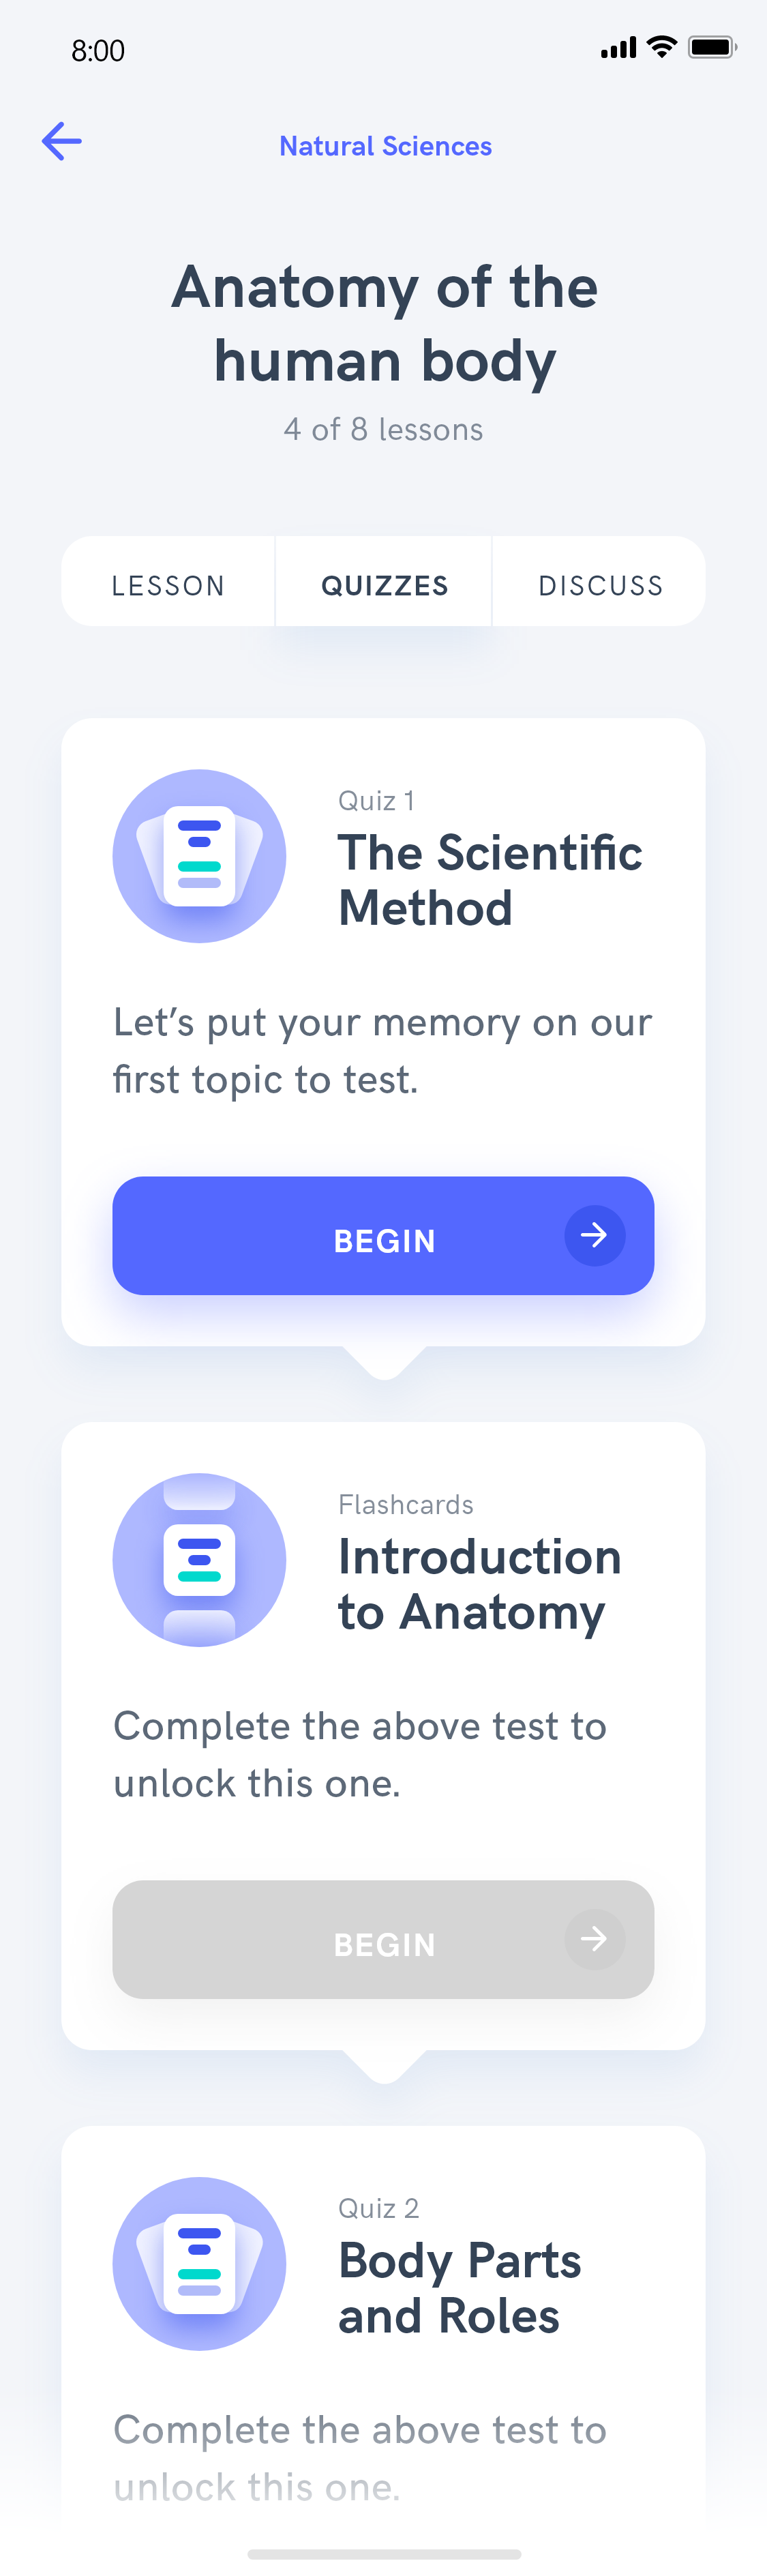 8:00
Natural Sciences
Anatomy of the
human body
4 of 8 lessons
LESSON
QUIZZES
DISCUSS
Quiz 1
The Scientific
Method
Let’s put your memory on our
first topic to test.
BEGIN
Flashcards
Introduction
to Anatomy
Complete the above test to
unlock this one.
BEGIN
Quiz 2
Body Parts
and Roles
Complete the above test to
unlock this one.